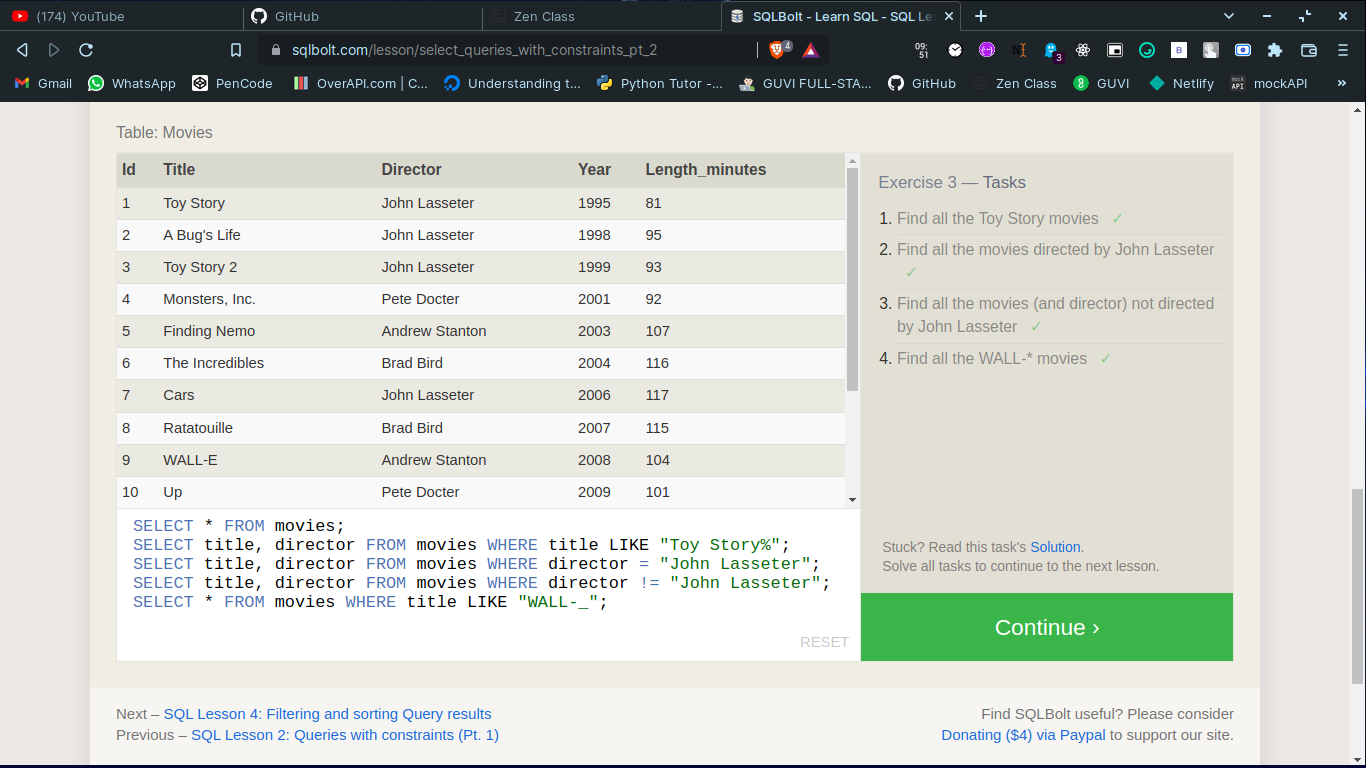 (174) YouTube GitHub Zen Class SQLBolt - Learn SQL - SQL Le
sqlbolt.com/lesson/select_queries_with_constraints_pt_2 4 09: 51 3
Gmail WhatsApp PenCode OverAPI.com | C... Understanding t... Python Tutor -... GUVI FULL-STA... GitHub Zen Class GUVI Netlify mockAPI »
Table: Movies
Id Title Director Year Length_minutes
1 Toy Story John Lasseter 1995 81
2 A Bug's Life John Lasseter 1998 95
3 Toy Story 2 John Lasseter 1999 93
4 Monsters, Inc. Pete Docter 2001 92
5 Finding Nemo Andrew Stanton 2003 107
6 The Incredibles Brad Bird 2004 116
7 Cars John Lasseter 2006 117
8 Ratatouille Brad Bird 2007 115
9 WALL-E Andrew Stanton 2008 104
10 Up Pete Docter 2009 101
SELECT * FROM movies;
SELECT title, director FROM movies WHERE title LIKE "Toy Story%";
SELECT title, director FROM movies WHERE director = "John Lasseter";
SELECT title, director FROM movies WHERE director != "John Lasseter";
SELECT * FROM movies WHERE title LIKE "WALL-_";
RESET
Exercise 3 — Tasks
1. Find all the Toy Story movies ✓
2. Find all the movies directed by John Lasseter
✓
3. Find all the movies (and director) not directed
by John Lasseter ✓
4. Find all the WALL-* movies ✓
Stuck? Read this task's Solution.
Solve all tasks to continue to the next lesson.
Continue ›
Next – SQL Lesson 4: Filtering and sorting Query results
Previous – SQL Lesson 2: Queries with constraints (Pt. 1)
Find SQLBolt useful? Please consider
Donating ($4) via Paypal to support our site.